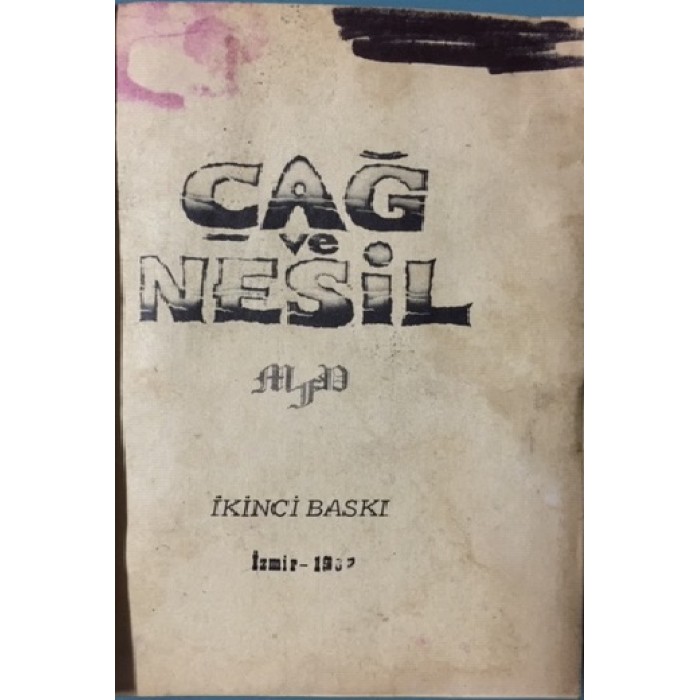 ÇAĞ
ve
NESİL
İKİNCİ BASKI
İzmir-